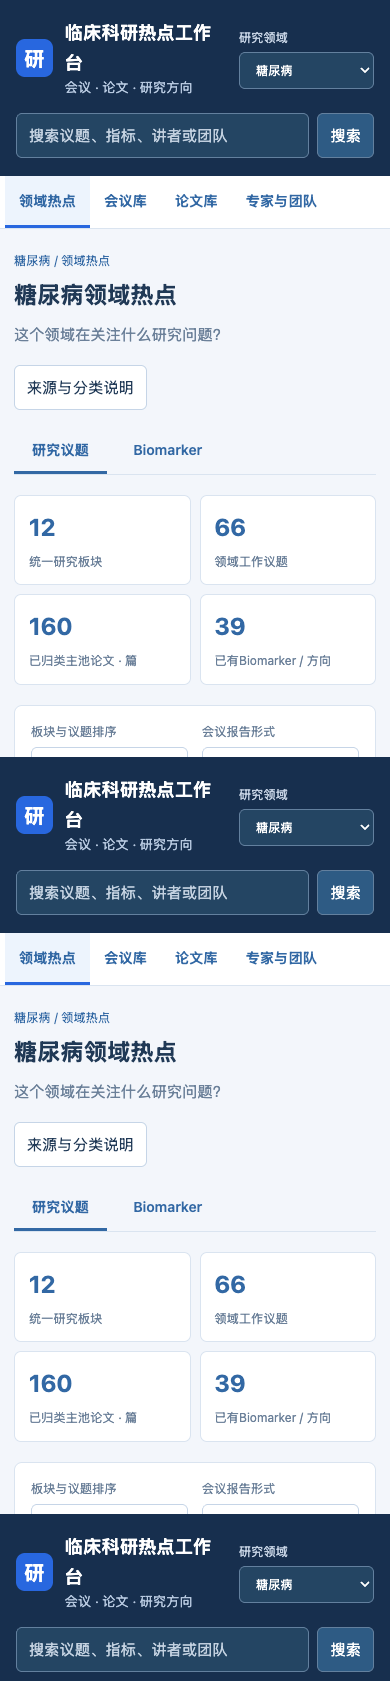 研
临床科研热点工作
台
会议 · 论文 · 研究方向
研究领域
糖尿病
搜索议题、指标、讲者或团队
搜索
领域热点
会议库
论文库
专家与团队
糖尿病 / 领域热点
糖尿病领域热点
这个领域在关注什么研究问题?
来源与分类说明
研究议题
Biomarker
12
统一研究板块
66
领域工作议题
160
已归类主池论文 · 篇
39
已有Biomarker / 方向
板块与议题排序
会议报告形式
研
临床科研热点工作
台
会议 · 论文 · 研究方向
研究领域
糖尿病
搜索议题、指标、讲者或团队
搜索
领域热点
会议库
论文库
专家与团队
糖尿病 / 领域热点
糖尿病领域热点
这个领域在关注什么研究问题?
来源与分类说明
研究议题
Biomarker
12
统一研究板块
66
领域工作议题
160
已归类主池论文 · 篇
39
已有Biomarker / 方向
板块与议题排序
会议报告形式
研
临床科研热点工作
台
会议 · 论文 · 研究方向
研究领域
糖尿病
搜索议题、指标、讲者或团队
搜索